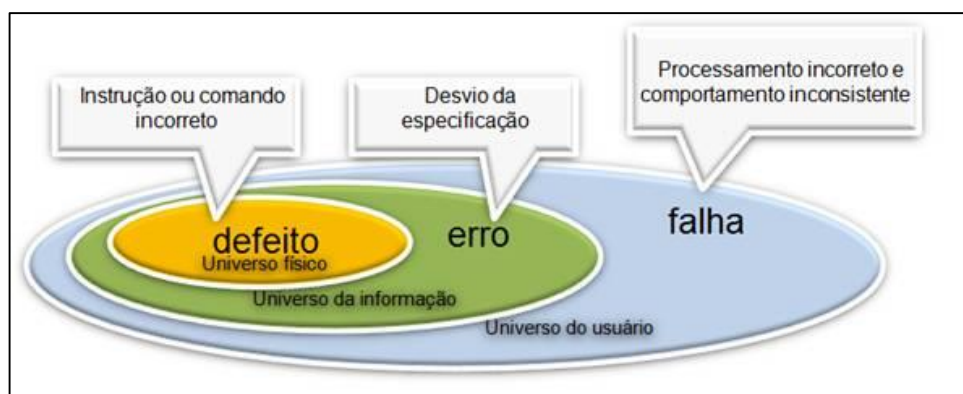 Instrução ou comando
incorreto
Desvio da
especificação
Processamento incorreto e
comportamento inconsistente
defeito
Universo físico
erro
Universo da informação
falha
Universo do usuário